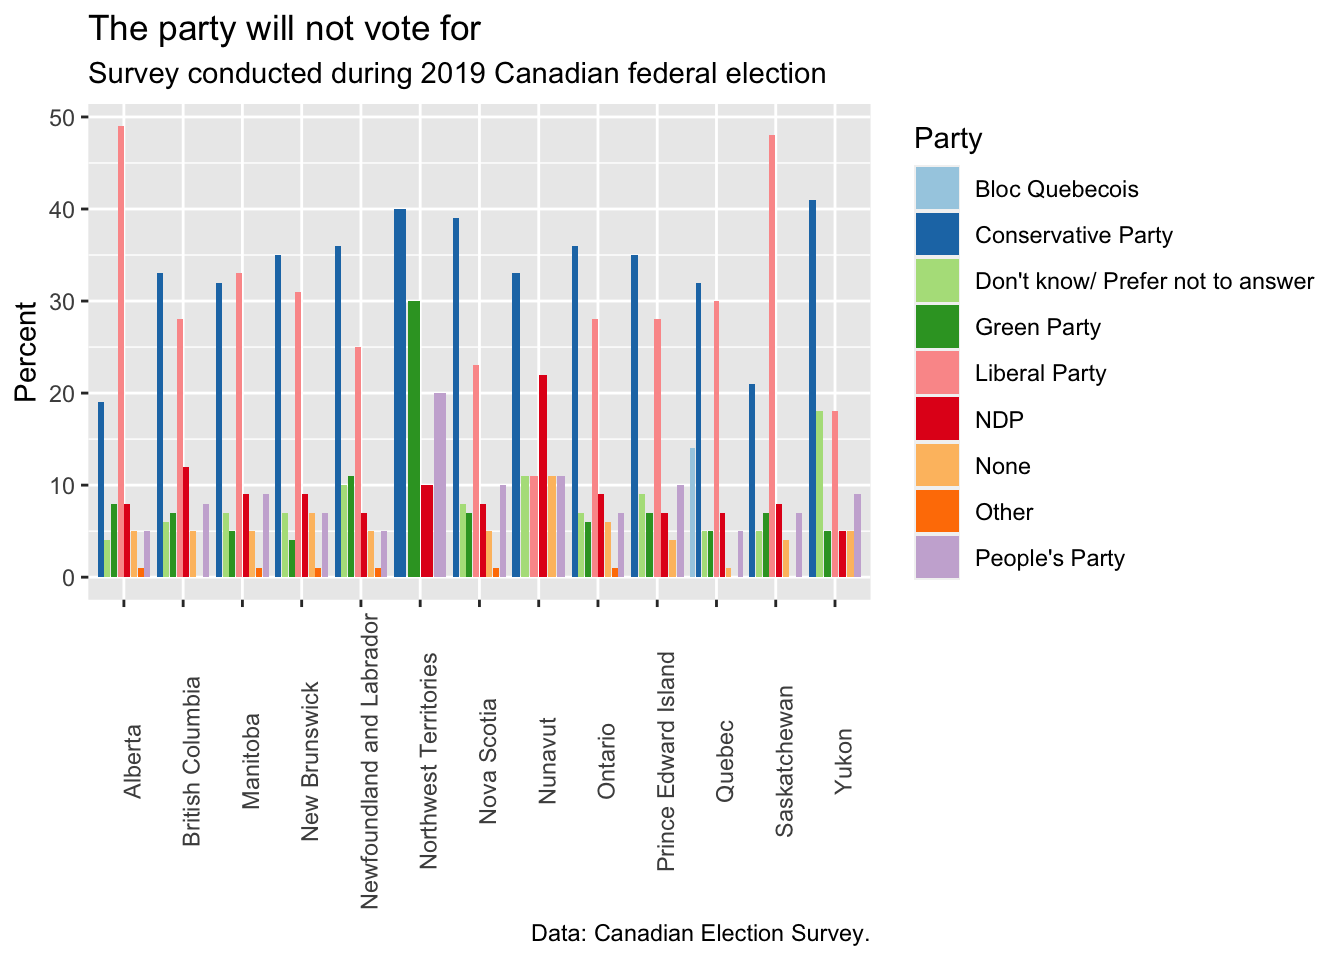 The party will not vote for
Survey conducted during 2019 Canadian federal election
Percent
50
40
30
20
10
0
Alberta
British Columbia
Manitoba
New Brunswick
Newfoundland and Labrador
Northwest Territories
Nova Scotia
Nunavut
Ontario
Prince Edward Island
Quebec
Saskatchewan
Yukon
Party
Bloc Quebecois
Conservative Party
Don't know/ Prefer not to answer
Green Party
Liberal Party
NDP
None
Other
People's Party
Data: Canadian Election Survey.